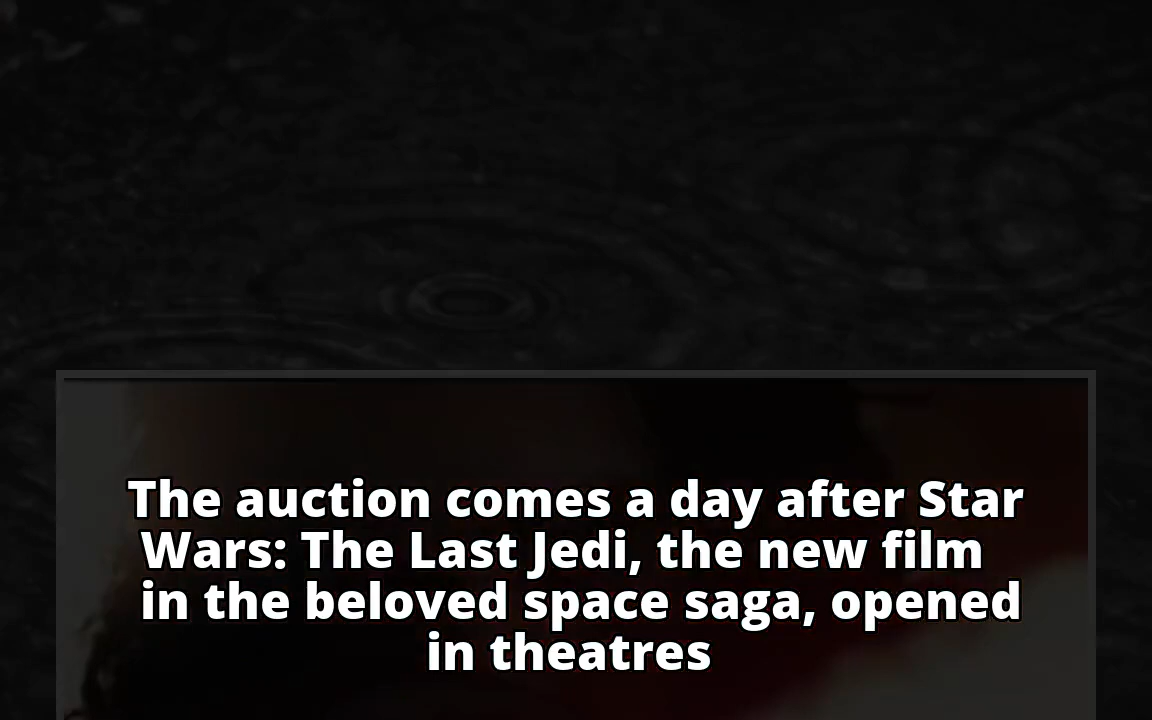 The auction comes a day after Star
Wars: The Last Jedi, the new film
in the beloved space saga, opened
in theatres